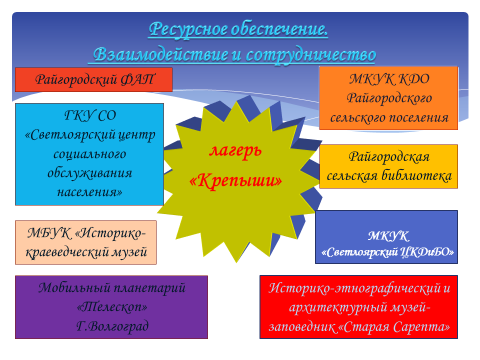 Ресурсное обеспечение.
Взаимодействие и сотрудничество
Райгородский ФАП
ГКУ СО
«Светлоярский центр
социального
обслуживания
населения»
МБУК «Историко-
краеведческий музей
Мобильный планетарий
«Телескоп»
Г.Волгоград
лагерь
«Крепыши»
МКУК КДО
Райгородского
сельского поселения
Райгородская
сельская библиотека
МКУК
«Светлоярский ЦКДиБО»
Историко-этнографический и
архитектурный музей-
заповедник «Старая Сарепта»